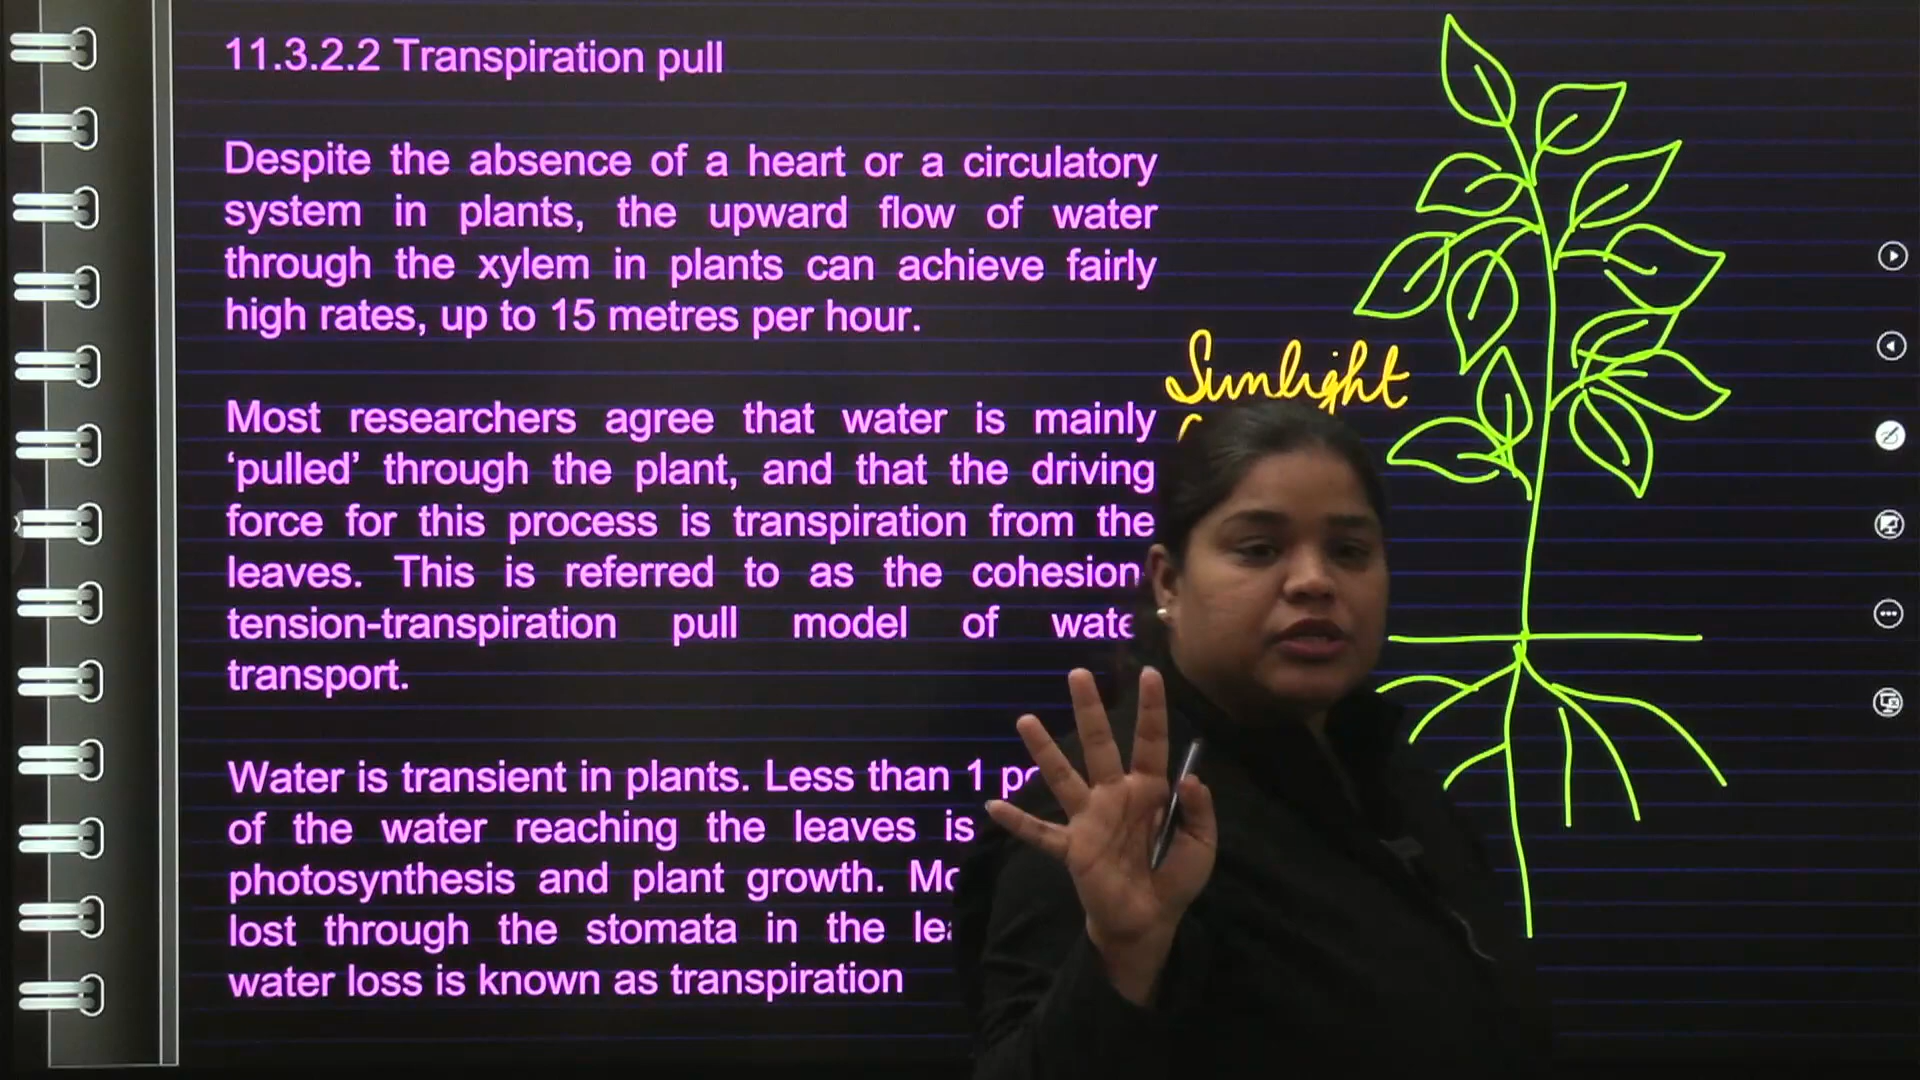 11.3.2.2 Transpiration pull
Despite the absence of a heart or a circulatory
system in plants, the upward flow of water
through the xylem in plants can achieve fairly
high rates, up to 15 metres per hour.
Sunlight
Most researchers agree that water is mainly
‘pulled’ through the plant, and that the driving
force for this process is transpiration from the
leaves. This is referred to as the cohesion
tension-transpiration pull model of
transport.
Water is transient in plants. Less than 1
of the water reaching the leaves is
photosynthesis and plant growth.
lost through the stomata in the
water loss is known as transpiration